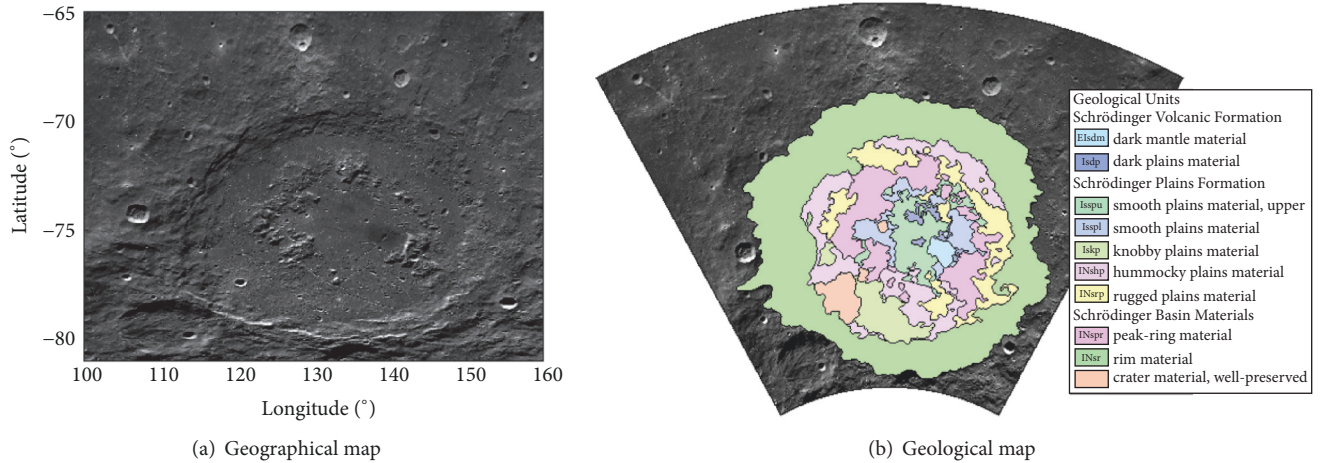 −65
−70
−75
−80
Latitude (°)
100 110 120 130 140 150 160
Longitude (°)
(a) Geographical map
Geological Units
Schrödinger Volcanic Formation
EIsdm dark mantle material
Isdp dark plains material
Schrödinger Plains Formation
Isspu smooth plains material, upper
Isspl smooth plains material
Iskp knobby plains material
INshp hummocky plains material
INsrp rugged plains material
Schrödinger Basin Materials
INspr peak-ring material
INsr rim material
crater material, well-preserved
(b) Geological map